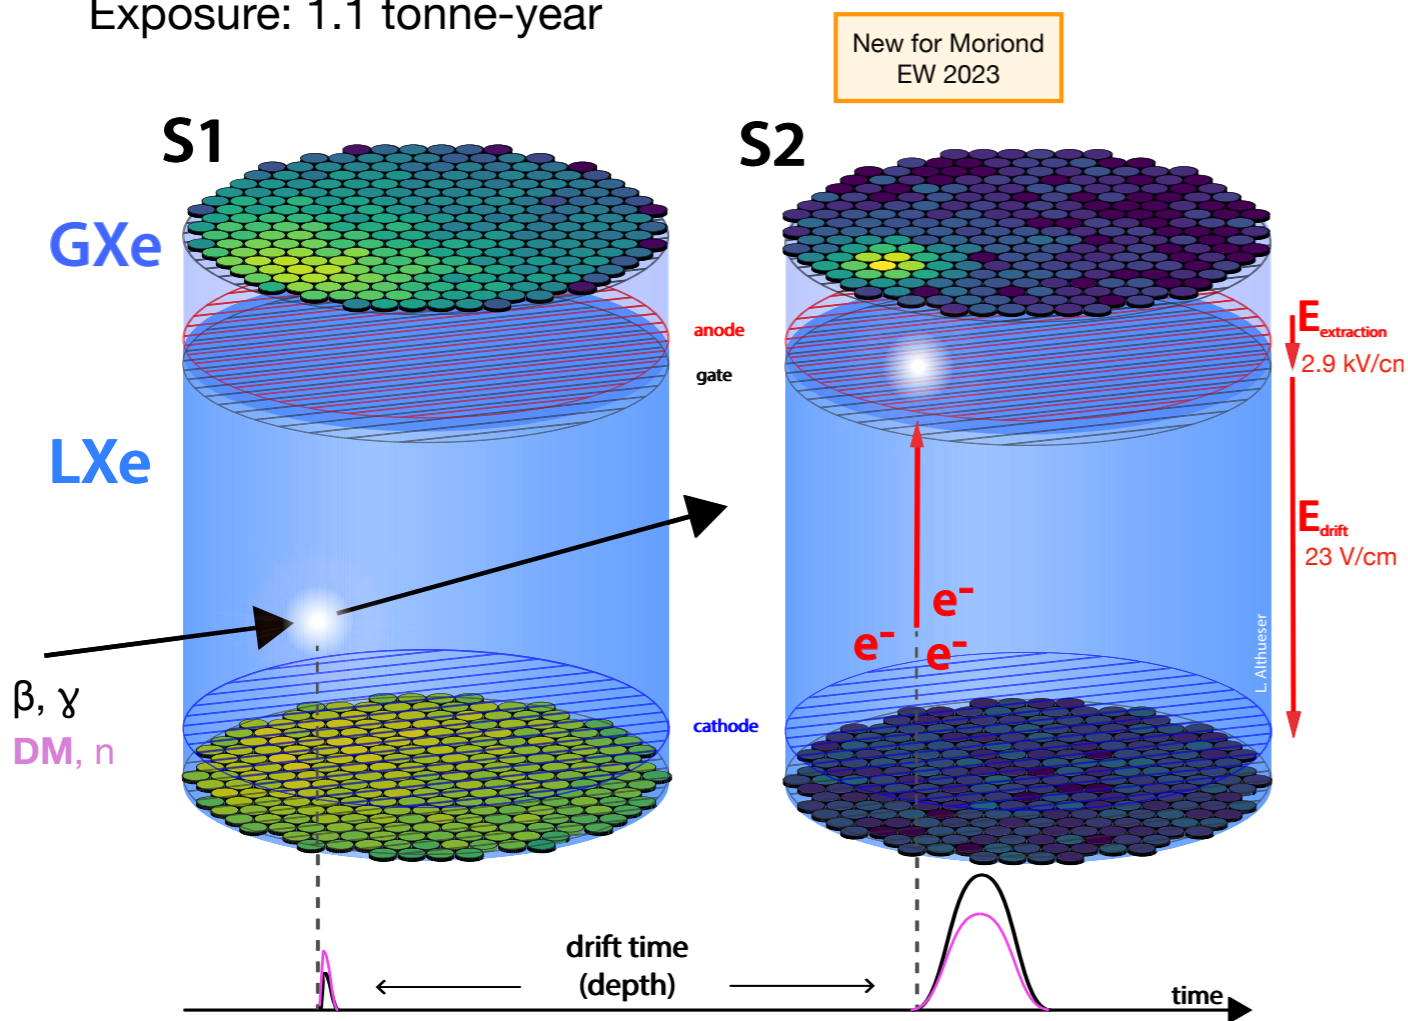 Exposure: 1.1 tonne-year
New for Moriond
EW 2023
S1
S2
GXe
anode
gate
E extraction
2.9 kV/cm
LXe
E drift
23 V/cm
e-
e-
e-
L. Althueser
β, γ
DM, n
cathode
drift time
(depth)
time